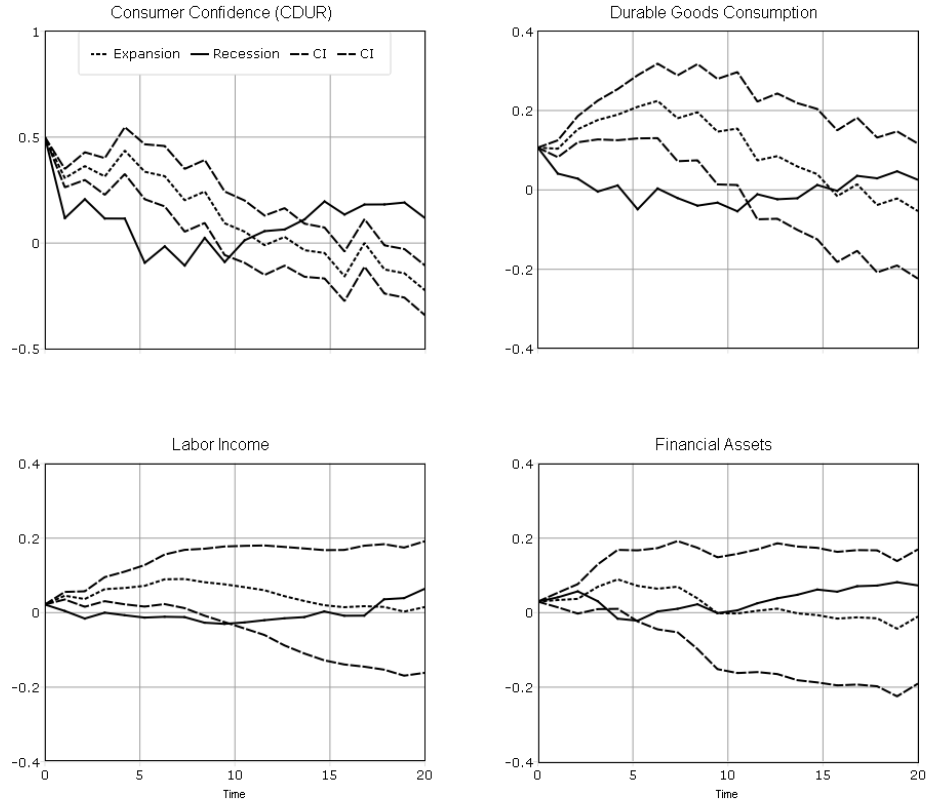 Consumer Confidence (CDUR)
1
0.5
0
−0.5
Expansion Recession CI CI
Durable Goods Consumption
0.4
0.2
0
−0.2
−0.4
Labor Income
0.4
0.2
0
−0.2
−0.4
0 5 10 15 20
Time
Financial Assets
0.4
0.2
0
−0.2
−0.4
0 5 10 15 20
Time